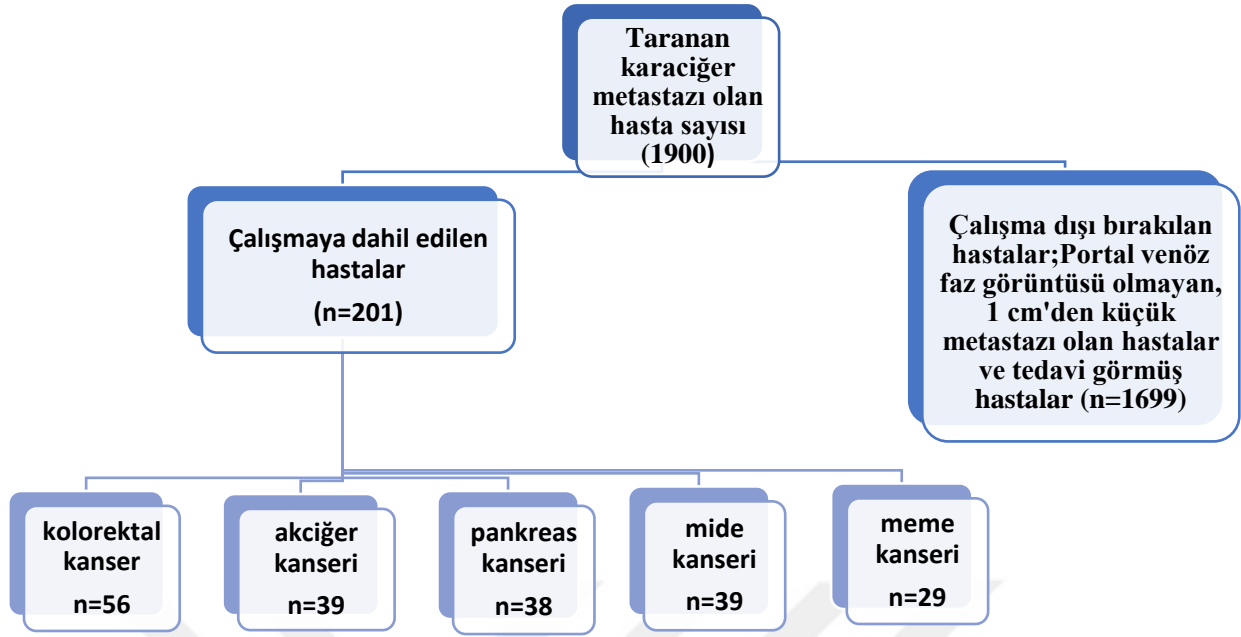 Taranan
karaciğer
metastazı olan
hasta sayısı
(1900)
Çalışmaya dahil edilen
hastalar
(n=201)
Çalışma dışı bırakılan
hastalar;Portal venöz
faz görüntüsü olmayan,
1 cm'den küçük
metastazı olan hastalar
ve tedavi görmüş
hastalar (n=1699)
kolorektal
kanser
n=56
akciğer
kanseri
n=39
pankreas
kanseri
n=38
mide
kanseri
n=39
meme
kanseri
n=29